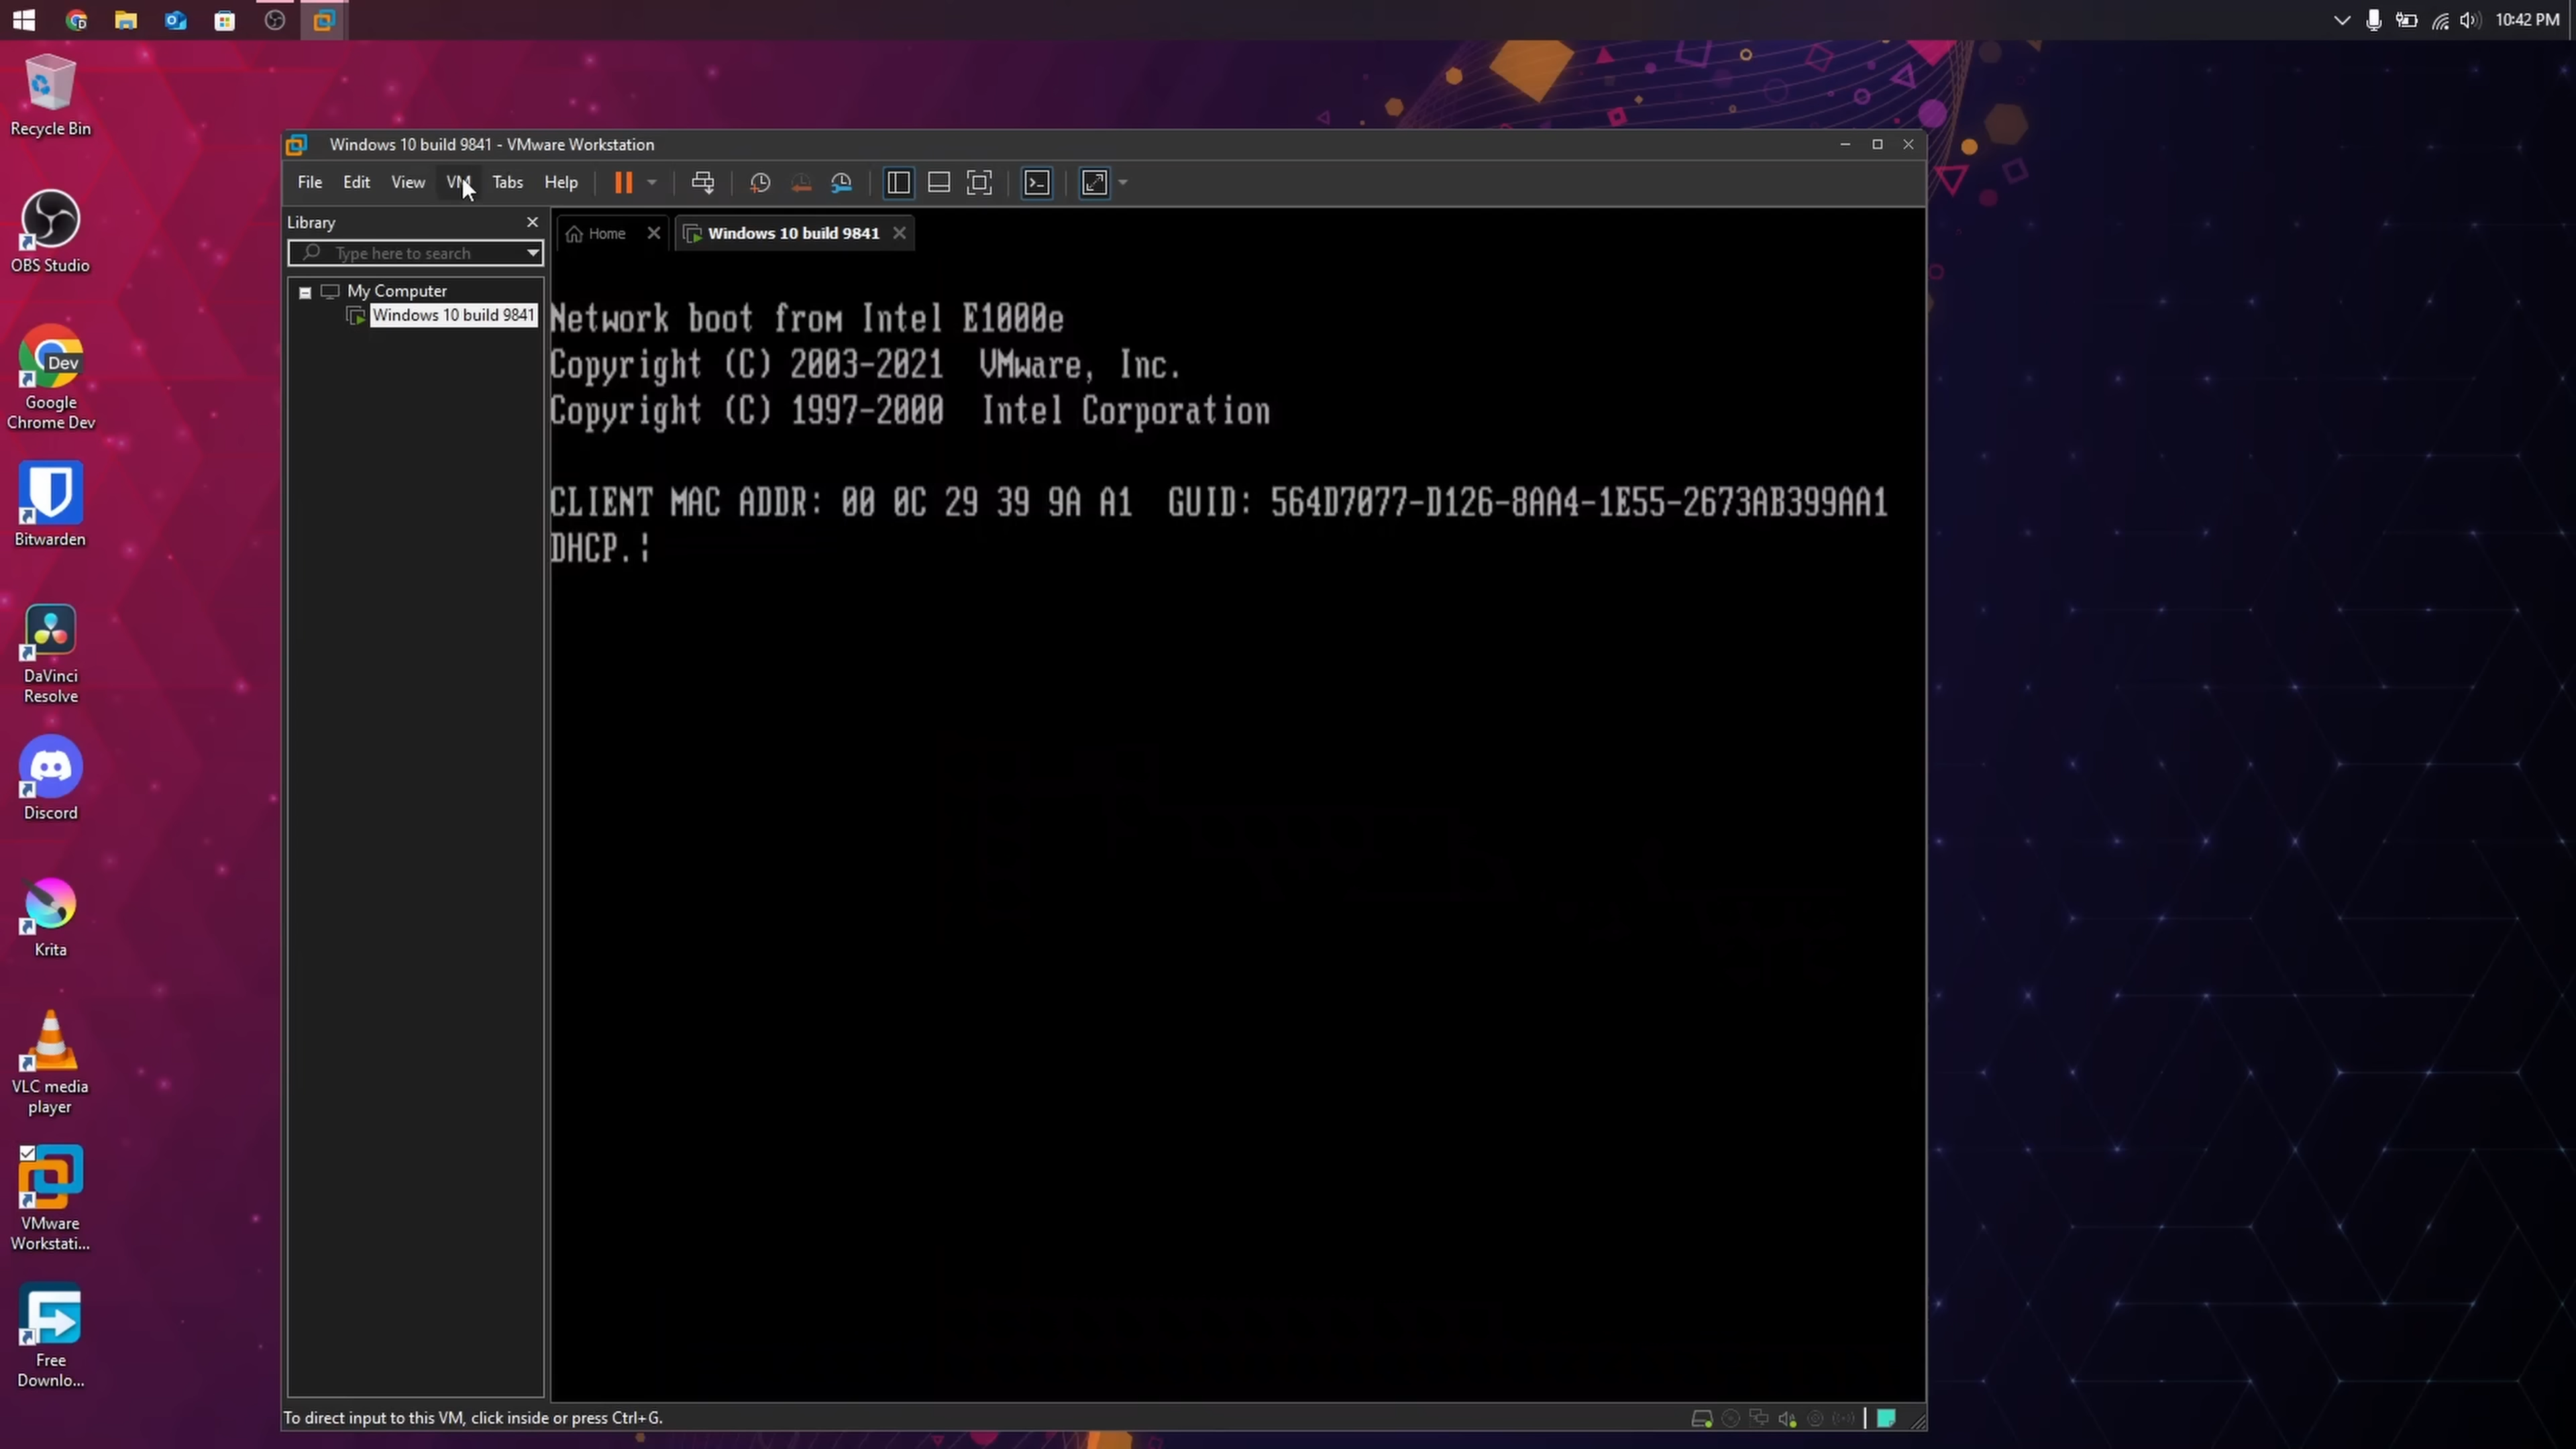 10:42 PM
Recycle Bin
OBS Studio
Dev
Google
Chrome Dev
Bitwarden
DaVinci
Resolve
Discord
Krita
VLC media
player
VMware
Workstati...
Free
Downlo...
Windows 10 build 9841 - VMware Workstation
File Edit View VM Tabs Help
Library
Type here to search
My Computer
Windows 10 build 9841
Home
Windows 10 build 9841
Network boot from Intel E1000e
Copyright (C) 2003-2021 VMware, Inc.
Copyright (C) 1997-2000 Intel Corporation
CLIENT MAC ADDR: 00 0C 29 39 9A A1 GUID: 564D7077-D126-8AA4-1E55-2673AB399AA1
DHCP.¦
To direct input to this VM, click inside or press Ctrl+G.